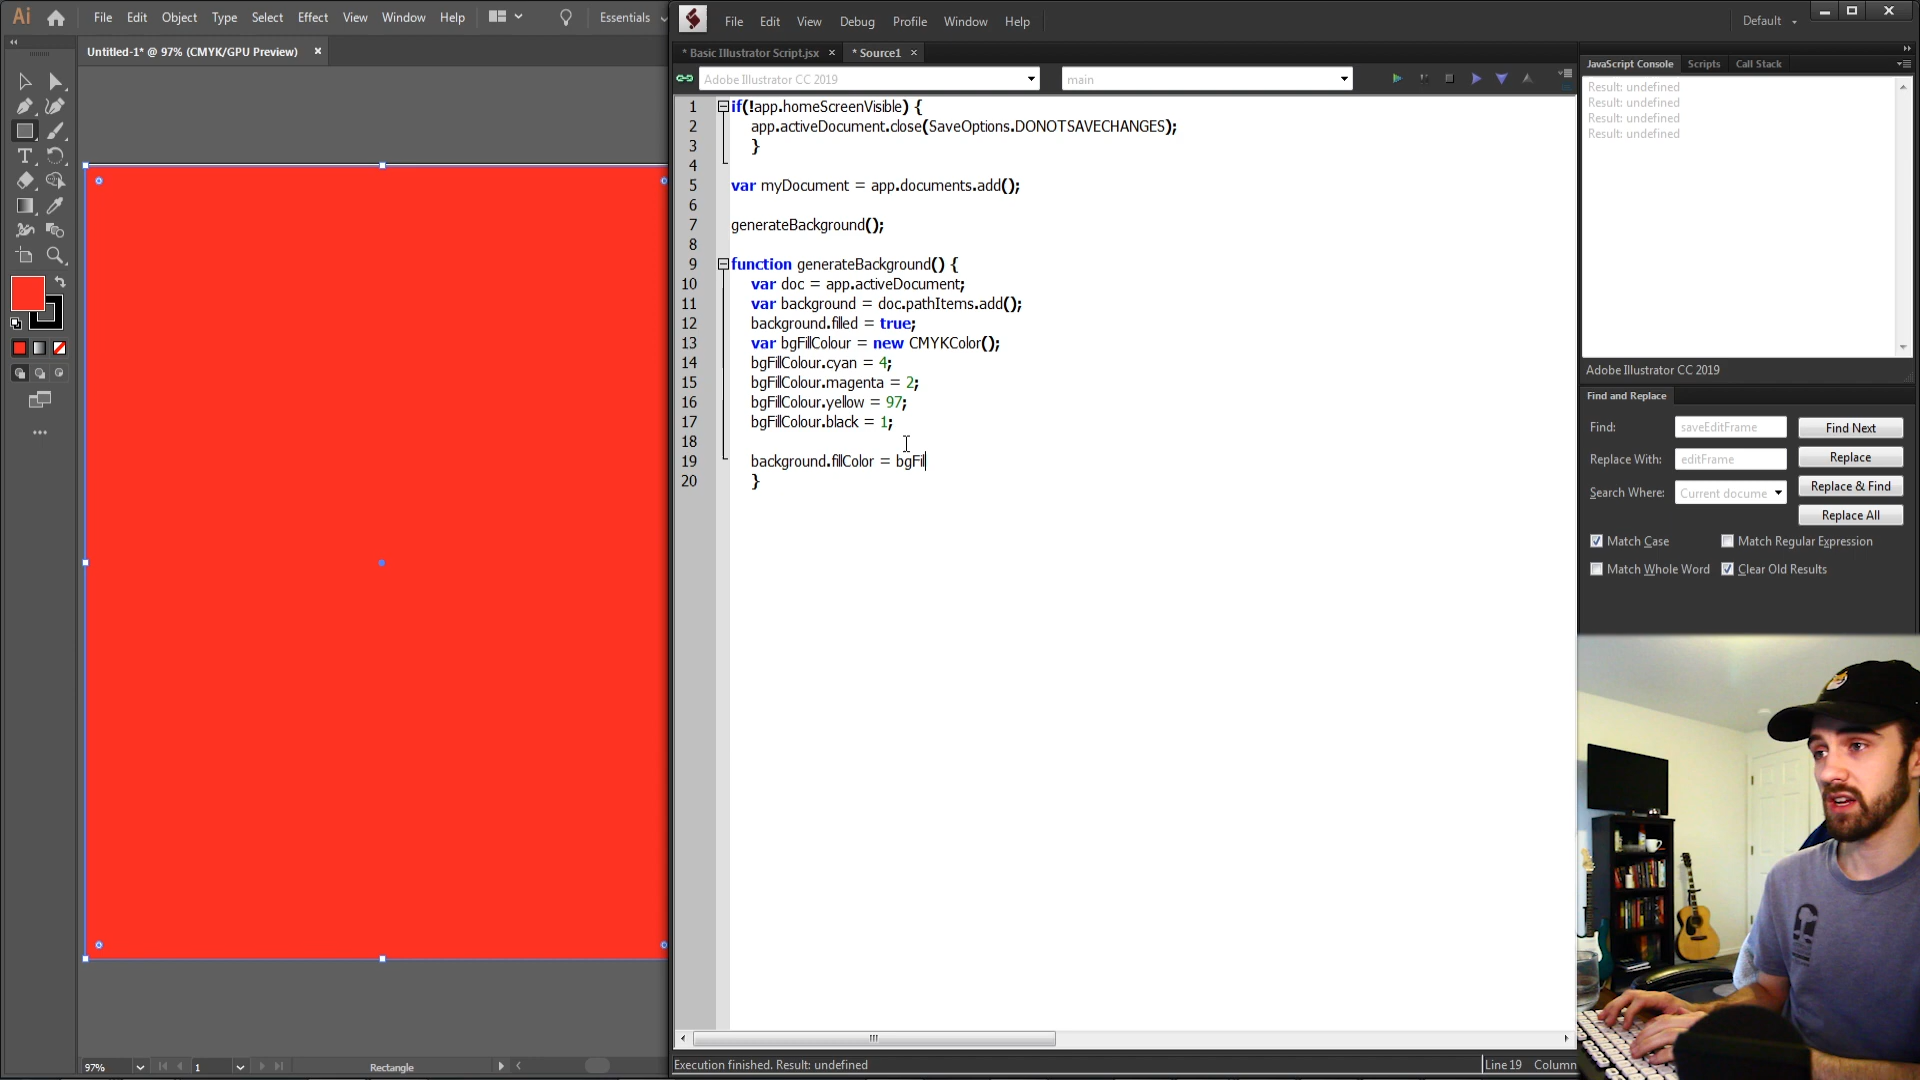 Ai File Edit Object Type Select Effect View Window Help Essentials
Untitled-1* @ 97% (CMYK/GPU Preview) ×
97% 1 Rectangle
File Edit View Debug Profile Window Help Default
* Basic Illustrator Script.jsx × * Source1 ×
Adobe Illustrator CC 2019 main
1 if(!app.homeScreenVisible) {
2 app.activeDocument.close(SaveOptions.DONOTSAVECHANGES);
3 }
4
5 var myDocument = app.documents.add();
6
7 generateBackground();
8
9 function generateBackground() {
10 var doc = app.activeDocument;
11 var background = doc.pathItems.add();
12 background.filled = true;
13 var bgFillColour = new CMYKColor();
14 bgFillColour.cyan = 4;
15 bgFillColour.magenta = 2;
16 bgFillColour.yellow = 97;
17 bgFillColour.black = 1;
18
19 background.fillColor = bgFil
20 }
Execution finished. Result: undefined Line 19 Column
JavaScript Console Scripts Call Stack
Result: undefined
Result: undefined
Result: undefined
Result: undefined
Adobe Illustrator CC 2019
Find and Replace
Find: saveEditFrame Find Next
Replace With: editFrame Replace
Search Where: Current docume Replace & Find
Replace All
Match Case Match Regular Expression
Match Whole Word Clear Old Results